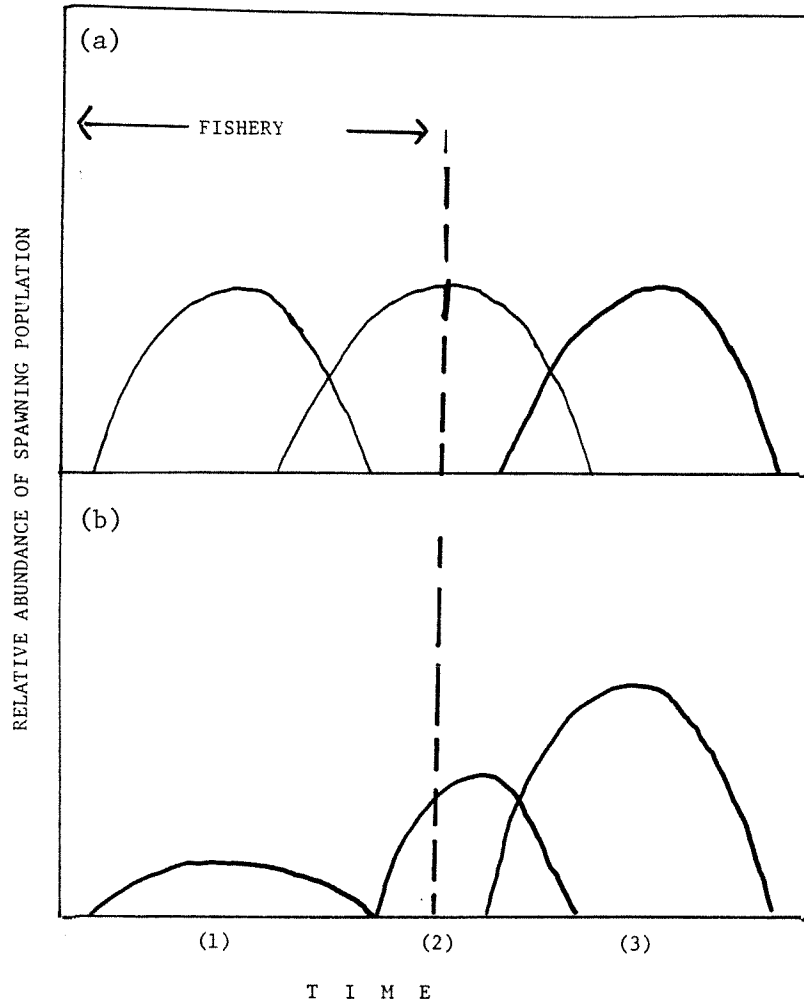 (a)
FISHERY
RELATIVE ABUNDANCE OF SPAWNING POPULATION
(b)
(1) (2) (3)
T I M E